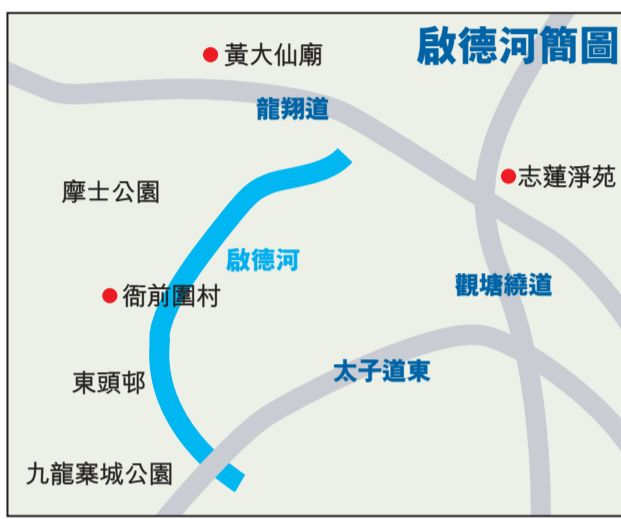 啟德河簡圖
黃大仙廟
龍翔道
志蓮淨苑
摩士公園
啟德河
觀塘繞道
衙前圍村
太子道東
東頭邨
九龍寨城公園